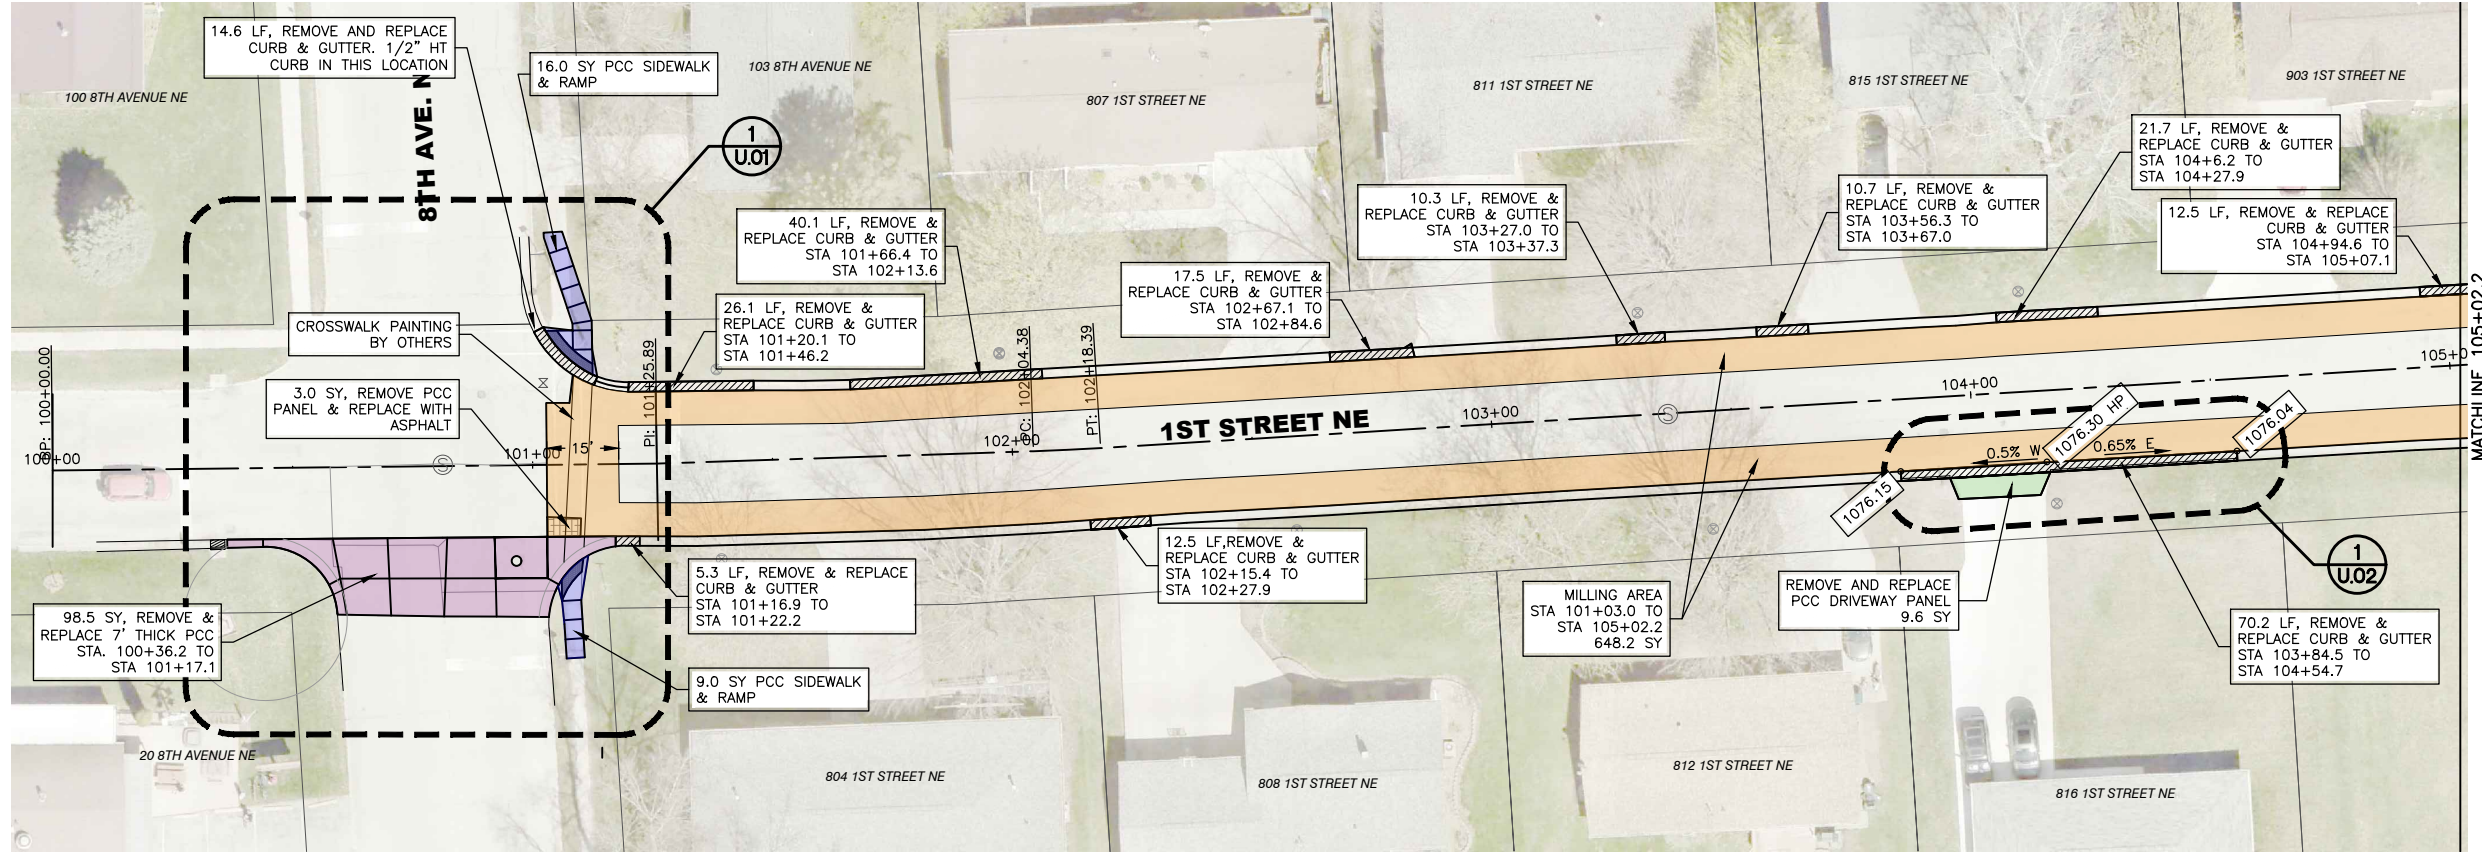 14.6 LF, REMOVE AND REPLACE
CURB & GUTTER. 1/2" HT
CURB IN THIS LOCATION
16.0 SY PCC SIDEWALK
& RAMP
100 8TH AVENUE NE
8TH AVE. N
103 8TH AVENUE NE
807 1ST STREET NE
811 1ST STREET NE
815 1ST STREET NE
903 1ST STREET NE
1
U.01
40.1 LF, REMOVE &
REPLACE CURB & GUTTER
STA 101+66.4 TO
STA 102+13.6
26.1 LF, REMOVE &
REPLACE CURB & GUTTER
STA 101+20.1 TO
STA 101+46.2
17.5 LF, REMOVE &
REPLACE CURB & GUTTER
STA 102+67.1 TO
STA 102+84.6
10.3 LF, REMOVE &
REPLACE CURB & GUTTER
STA 103+27.0 TO
STA 103+37.3
10.7 LF, REMOVE &
REPLACE CURB & GUTTER
STA 103+56.3 TO
STA 103+67.0
21.7 LF, REMOVE &
REPLACE CURB & GUTTER
STA 104+6.2 TO
STA 104+27.9
12.5 LF, REMOVE & REPLACE
CURB & GUTTER
STA 104+94.6 TO
STA 105+07.1
CROSSWALK PAINTING
BY OTHERS
3.0 SY, REMOVE PCC
PANEL & REPLACE WITH
ASPHALT
BP: 100+00.00
100+00
101+00
15'
PI: 101+25.89
102+00
PC: 102+04.38
PT: 102+18.39
1ST STREET NE
103+00
S
S
104+00
105+0
MATCHLINE 105+02.2
0.5% W
1076.30 HP
0.65% E
1076.04
1076.15
98.5 SY, REMOVE &
REPLACE 7' THICK PCC
STA. 100+36.2 TO
STA 101+17.1
5.3 LF, REMOVE & REPLACE
CURB & GUTTER
STA 101+16.9 TO
STA 101+22.2
9.0 SY PCC SIDEWALK
& RAMP
12.5 LF,REMOVE &
REPLACE CURB & GUTTER
STA 102+15.4 TO
STA 102+27.9
MILLING AREA
STA 101+03.0 TO
STA 105+02.2
648.2 SY
REMOVE AND REPLACE
PCC DRIVEWAY PANEL
9.6 SY
1
U.02
70.2 LF, REMOVE &
REPLACE CURB & GUTTER
STA 103+84.5 TO
STA 104+54.7
20 8TH AVENUE NE
804 1ST STREET NE
808 1ST STREET NE
812 1ST STREET NE
816 1ST STREET NE